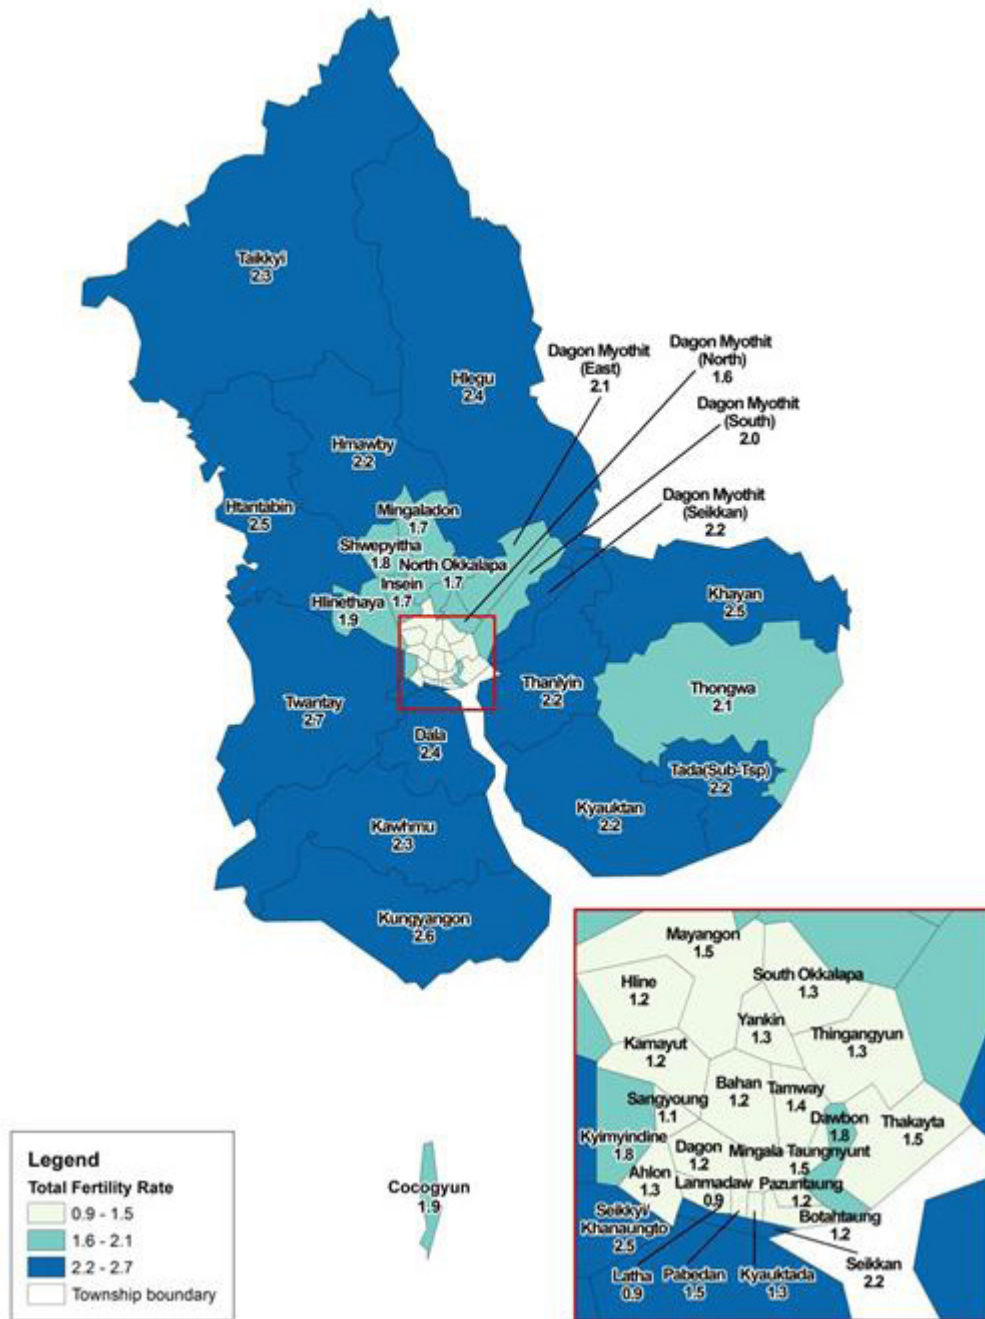 Taikkyi
2.3
Hlegu
2.4
Dagon Myothit
(East)
2.1
Dagon Myothit
(North)
1.6
Dagon Myothit
(South)
2.0
Dagon Myothit
(Seikkan)
2.2
Hmawby
2.2
Htantabin
2.5
Mingaladon
1.7
Shwepyitha
1.8
North Okkalapa
1.7
Insein
1.7
Hlinethaya
1.9
Khayan
2.5
Thongwa
2.1
Thanlyin
2.2
Twantay
2.7
Dala
2.4
Tada(Sub-Tsp)
2.2
Kyauktan
2.2
Kawhmu
2.3
Kungyangon
2.6
Cocogyun
1.9
Legend
Total Fertility Rate
0.9 - 1.5
1.6 - 2.1
2.2 - 2.7
Township boundary
Mayangon
1.5
South Okkalapa
1.3
Hline
1.2
Yankin
1.3
Thingangyun
1.3
Kamayut
1.2
Bahan
1.2
Tamway
1.4
Sangyoung
1.1
Dawbon
1.8
Thakayta
1.5
Kyimyindine
1.8
Dagon
1.2
Mingala Taungnyunt
1.5
Ahlon
1.3
Lanmadaw
0.9
Pazuntaung
1.2
Seikkyi/
Khanaungto
2.5
Botahtaung
1.2
Seikkan
2.2
Latha
0.9
Pabedan
1.5
Kyauktada
1.3